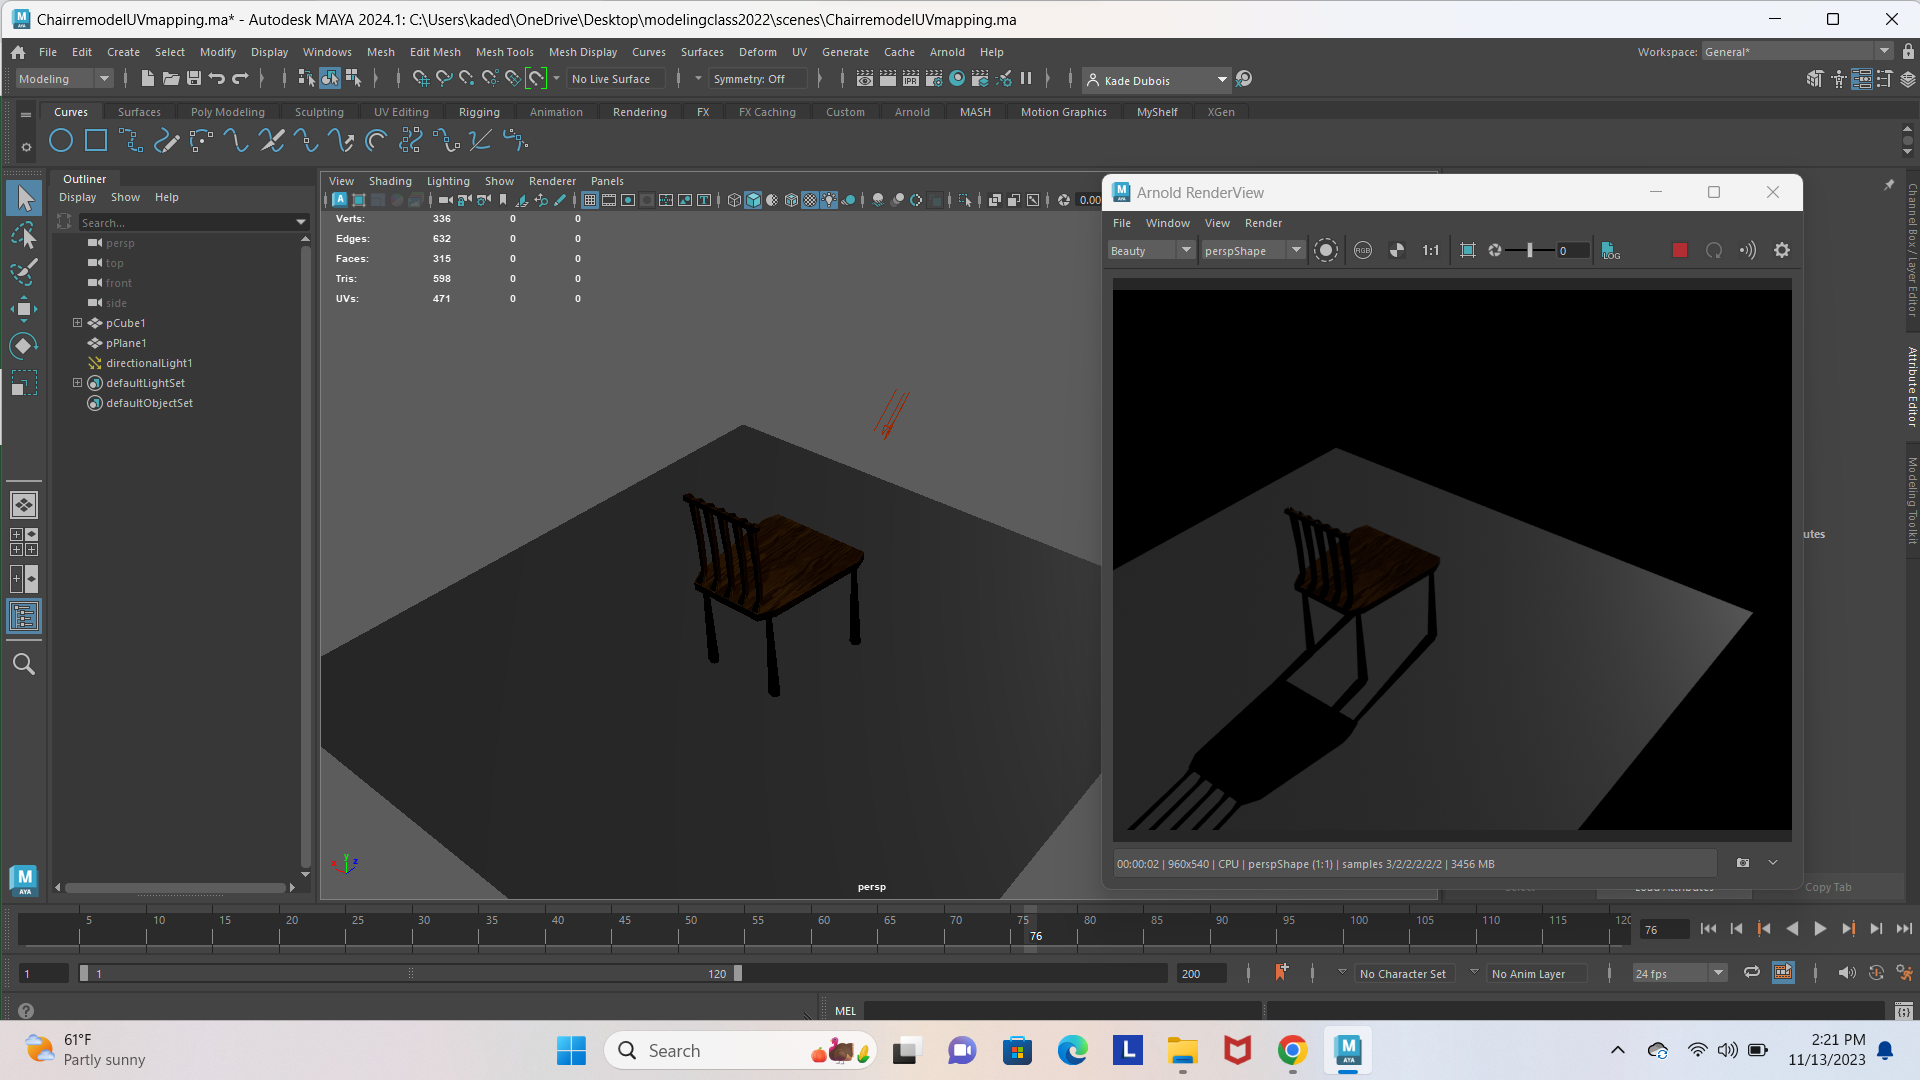 ChairremodelUVmapping.ma* - Autodesk MAYA 2024.1: C:\Users\kaded\OneDrive\Desktop\modelingclass2022\scenes\ChairremodelUVmapping.ma
File Edit Create Select Modify Display Windows Mesh Edit Mesh Mesh Tools Mesh Display Curves Surfaces Deform UV Generate Cache Arnold Help
Workspace: General*
Modeling
No Live Surface
Symmetry: Off
IPR
Kade Dubois
Curves Surfaces Poly Modeling Sculpting UV Editing Rigging Animation Rendering FX FX Caching Custom Arnold MASH Motion Graphics MyShelf XGen
Outliner
Display Show Help
Search...
persp
top
front
side
pCube1
pPlane1
directionalLight1
defaultLightSet
defaultObjectSet
View Shading Lighting Show Renderer Panels
0.00
Verts: 336 0 0
Edges: 632 0 0
Faces: 315 0 0
Tris: 598 0 0
UVs: 471 0 0
x y z
persp
Arnold RenderView
File Window View Render
Beauty
perspShape
RGB
1:1
0
LOG
00:00:02 | 960x540 | CPU | perspShape (1:1) | samples 3/2/2/2/2/2 | 3456 MB
Channel Box / Layer Editor
Attribute Editor
Modeling Toolkit
utes
Load Attributes
Copy Tab
5 10 15 20 25 30 35 40 45 50 55 60 65 70 75 80 85 90 95 100 105 110 115 120
76
76
1
1
120
200
No Character Set
No Anim Layer
24 fps
MEL
61°F
Partly sunny
Search
2:21 PM
11/13/2023